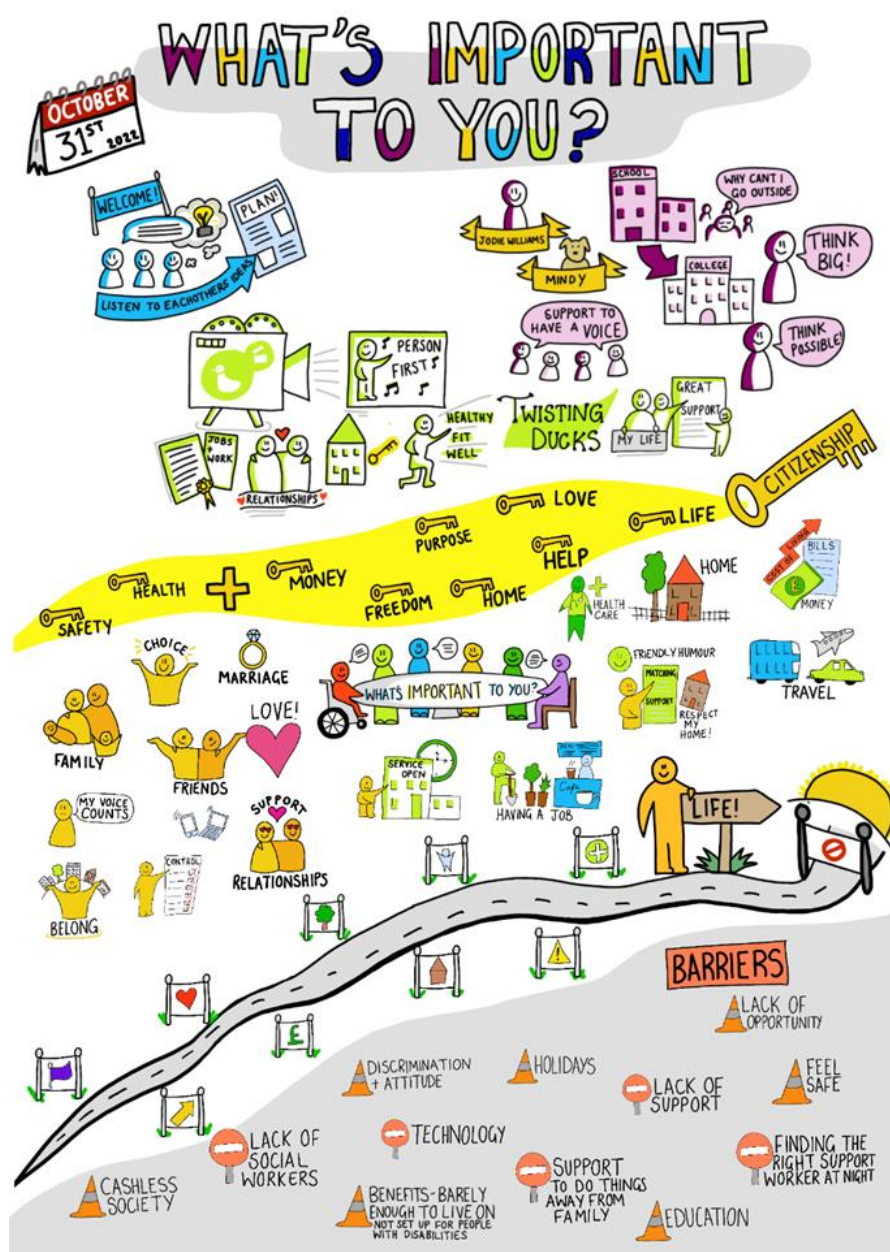 WHAT'S IMPORTANT
TO YOU?
OCTOBER
31ST 2022
WELCOME!
PLAN!
LISTEN TO EACHOTHERS IDEAS
JODIE WILLIAMS
MINDY
SCHOOL
WHY CANT I
GO OUTSIDE
COLLEGE
THINK
BIG!
THINK
POSSIBLE!
SUPPORT TO
HAVE A VOICE
PERSON
FIRST
JOBS
+
WORK
RELATIONSHIPS
HEALTHY
FIT
WELL
TWISTING
DUCKS
MY LIFE
GREAT
SUPPORT
CITIZENSHIP
SAFETY
HEALTH
MONEY
PURPOSE
FREEDOM
LOVE
HOME
HELP
LIFE
HEALTH
CARE
HOME
COST OF LIVING
BILLS
£
MONEY
CHOICE
MARRIAGE
FAMILY
FRIENDS
LOVE!
WHAT'S IMPORTANT TO YOU?
FRIENDLY HUMOUR
MATCHING
SUPPORT
RESPECT
MY
HOME!
TRAVEL
MY VOICE
COUNTS
SUPPORT
RELATIONSHIPS
BELONG
CONTROL
SERVICE
OPEN
Cafe
HAVING A JOB
LIFE!
£
BARRIERS
LACK OF
OPPORTUNITY
DISCRIMINATION
+ ATTITUDE
HOLIDAYS
LACK OF
SUPPORT
FEEL
SAFE
LACK OF
SOCIAL
WORKERS
TECHNOLOGY
SUPPORT
TO DO THINGS
AWAY FROM
FAMILY
FINDING THE
RIGHT SUPPORT
WORKER AT NIGHT
CASHLESS
SOCIETY
BENEFITS-BARELY
ENOUGH TO LIVE ON
NOT SET UP FOR PEOPLE
WITH DISABILITIES
EDUCATION